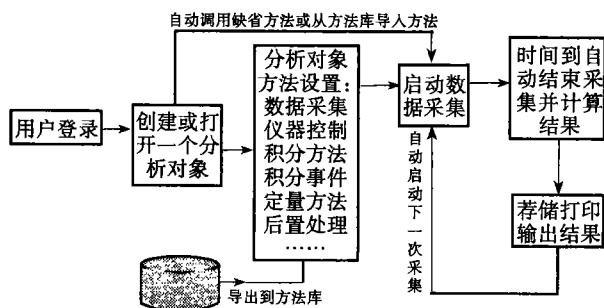 自动调用缺省方法或从方法库导入方法
用户登录
创建或打
开一个分
析对象
分析对象
方法设置：
数据采集
仪器控制
积分方法
积分事件
定量方法
后置处理
……
启动数
据采集
时间到自
动结束采
集并计算
结果
自动启动下一次采集
荐储打印
输出结果
导出到方法库